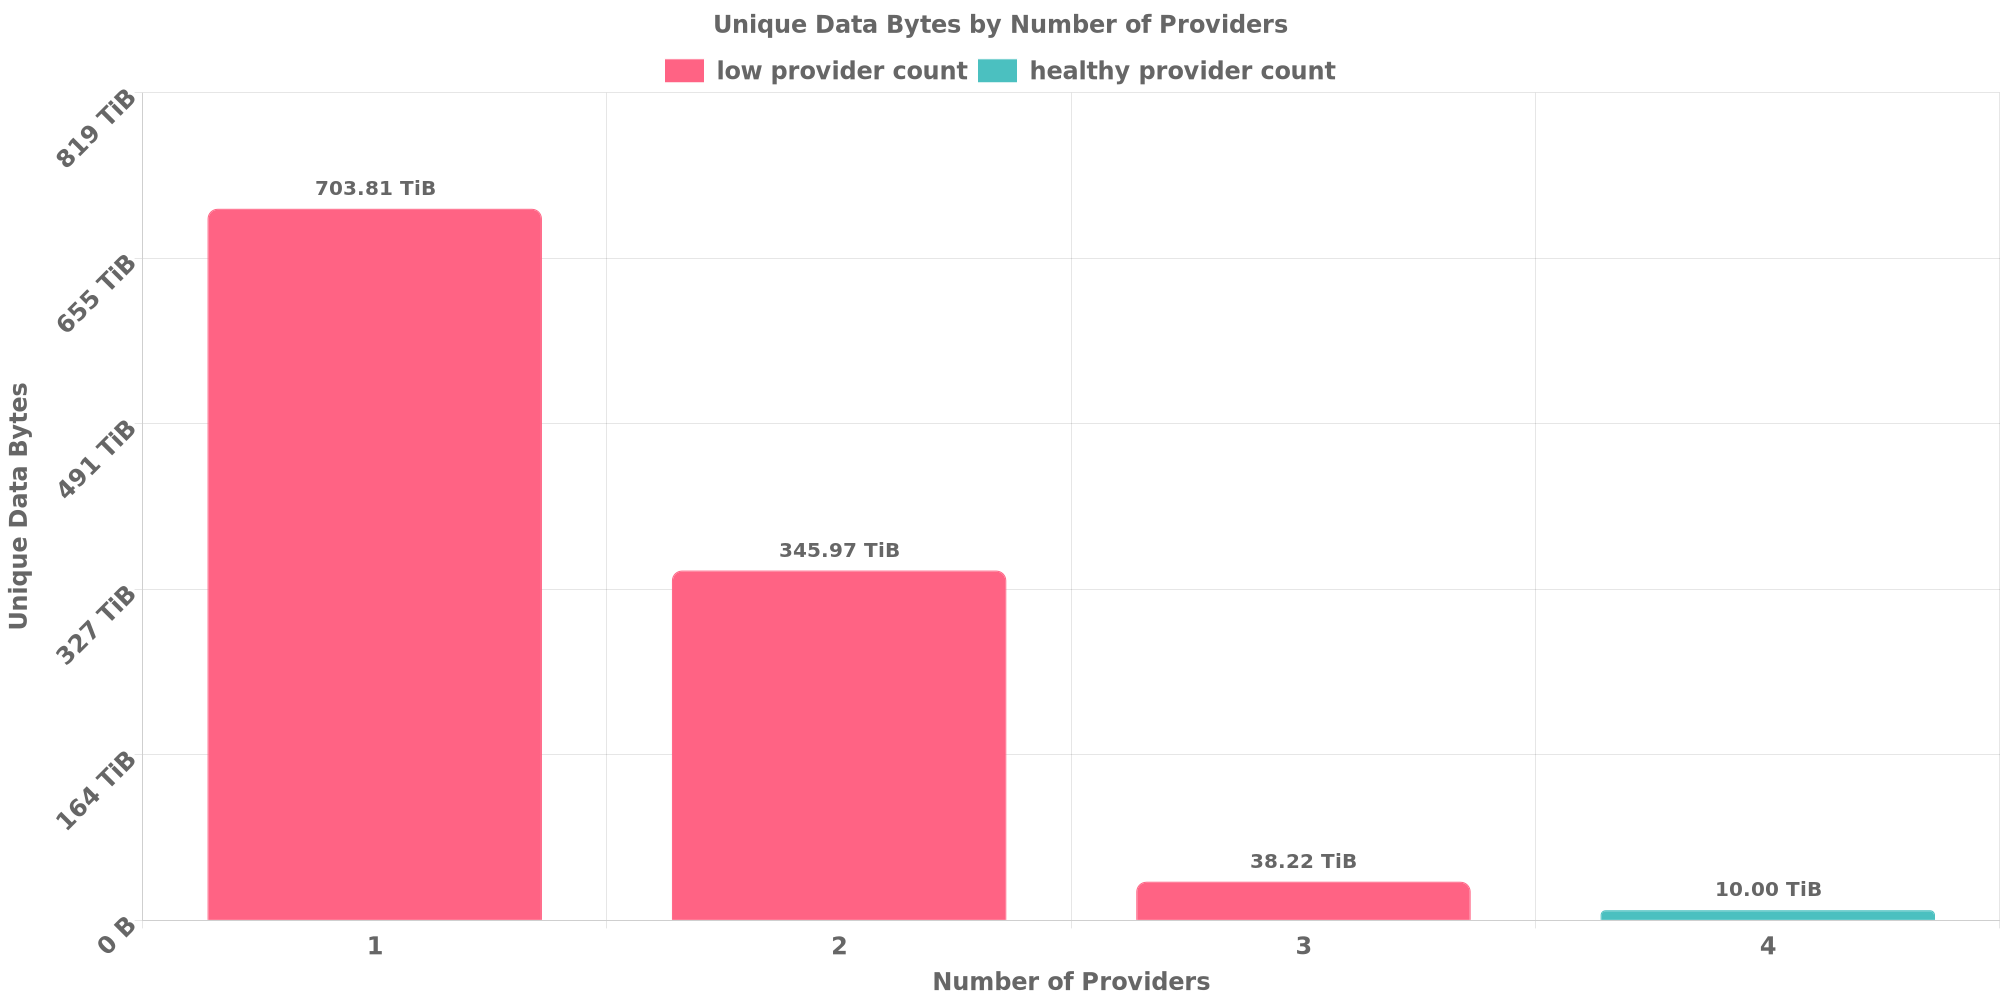 Unique Data Bytes by Number of Providers
low provider count healthy provider count
819 TiB
703.81 TiB
655 TiB
491 TiB
Unique Data Bytes
345.97 TiB
327 TiB
164 TiB
38.22 TiB
10.00 TiB
0 B
1 2 3 4
Number of Providers